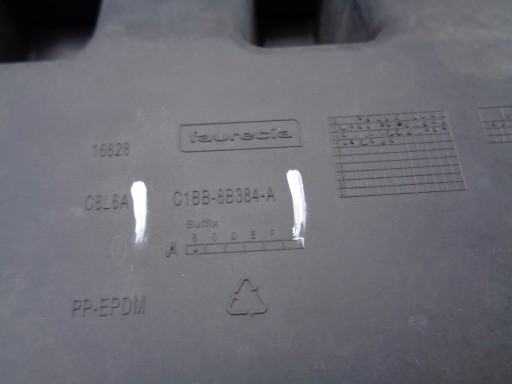 faurecia
16828
C8L6A C1BB-8B384-A
Suffix
A
PP-EPDM